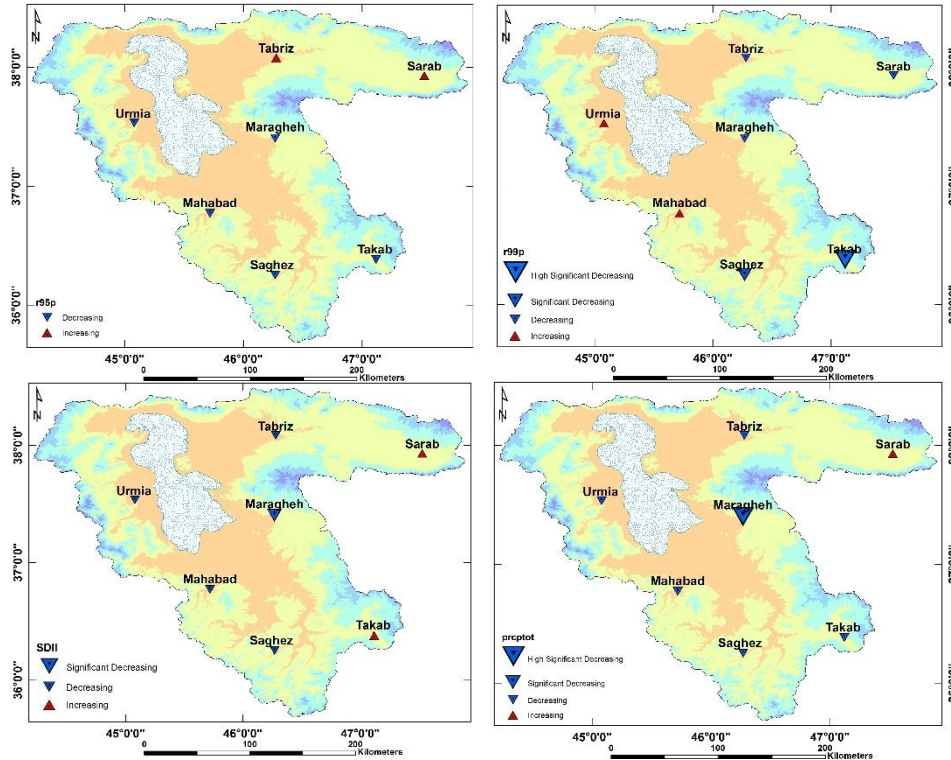 N
Tabriz
Sarab
Urmia
Maragheh
Mahabad
Takab
Saghez
r95p
Decreasing
Increasing
38°0'0"
37°0'0"
36°0'0"
45°0'0"
46°0'0"
47°0'0"
0 100 200
Kilometers
N
Tabriz
Sarab
Urmia
Maragheh
Mahabad
Takab
Saghez
r99p
High Significant Decreasing
Significant Decreasing
Decreasing
Increasing
45°0'0"
46°0'0"
47°0'0"
0 100 200
Kilometers
N
Tabriz
Sarab
Urmia
Maragheh
Mahabad
Takab
Saghez
SDII
Significant Decreasing
Decreasing
Increasing
38°0'0"
37°0'0"
36°0'0"
45°0'0"
46°0'0"
47°0'0"
0 100 200
Kilometers
N
Tabriz
Sarab
Urmia
Maragheh
Mahabad
Takab
Saghez
prcptot
High Significant Decreasing
Significant Decreasing
Decreasing
Increasing
45°0'0"
46°0'0"
47°0'0"
0 100 200
Kilometers